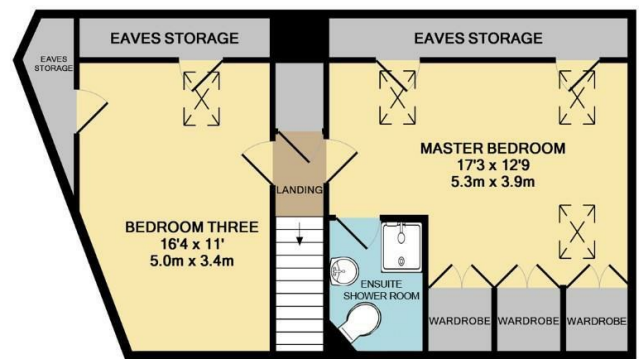 EAVES STORAGE
EAVES STORAGE
EAVES
STORAGE
MASTER BEDROOM
17'3 x 12'9
5.3m x 3.9m
LANDING
BEDROOM THREE
16'4 x 11'
5.0m x 3.4m
ENSUITE
SHOWER ROOM
WARDROBE
WARDROBE
WARDROBE